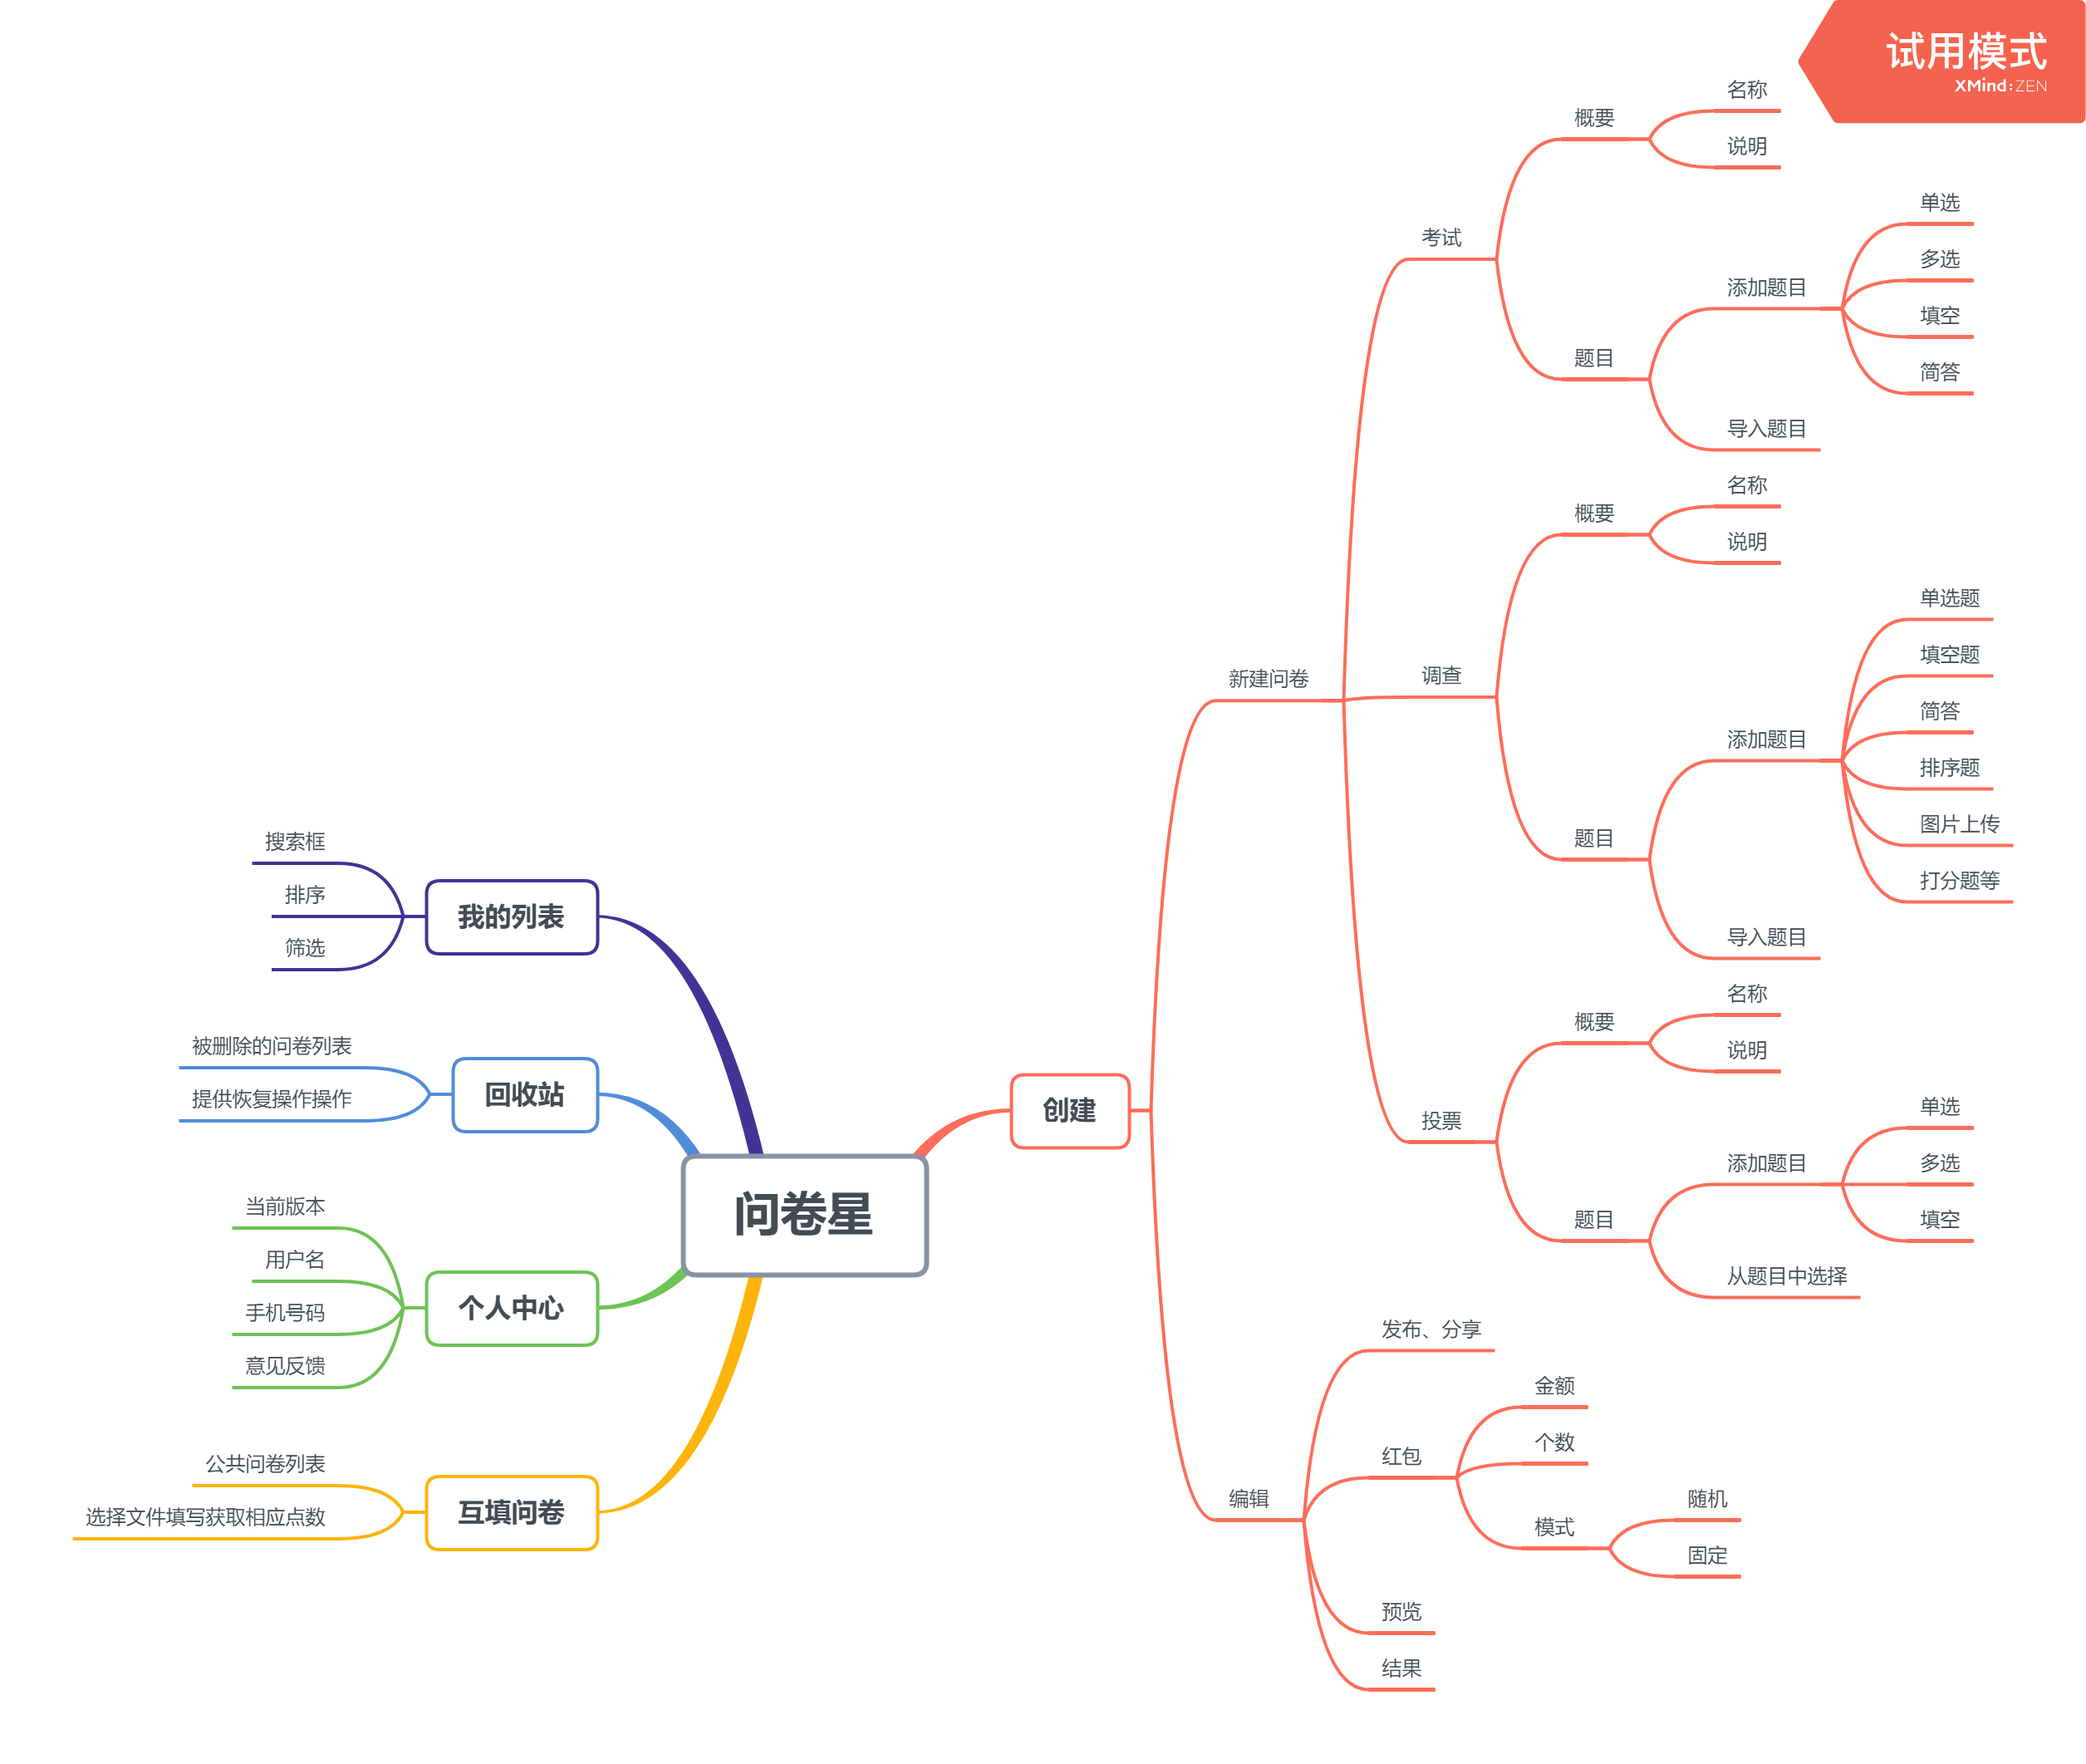 试用模式
XMind:ZEN
名称
概要
说明
单选
考试
多选
添加题目
填空
题目
简答
导入题目
名称
概要
说明
单选题
填空题
新建问卷
调查
简答
添加题目
排序题
图片上传
题目
打分题等
导入题目
名称
概要
说明
单选
投票
添加题目
多选
题目
填空
从题目中选择
创建
发布、分享
金额
个数
红包
随机
编辑
模式
固定
预览
结果
问卷星
搜索框
排序
我的列表
筛选
被删除的问卷列表
回收站
提供恢复操作操作
当前版本
用户名
个人中心
手机号码
意见反馈
公共问卷列表
互填问卷
选择文件填写获取相应点数